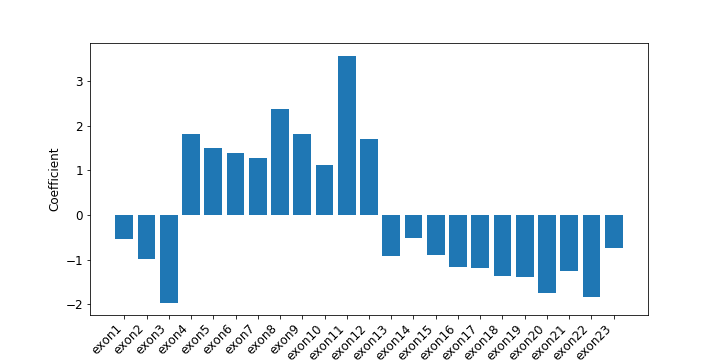 Coefficient
3
2
1
0
−1
−2
exon1
exon2
exon3
exon4
exon5
exon6
exon7
exon8
exon9
exon10
exon11
exon12
exon13
exon14
exon15
exon16
exon17
exon18
exon19
exon20
exon21
exon22
exon23